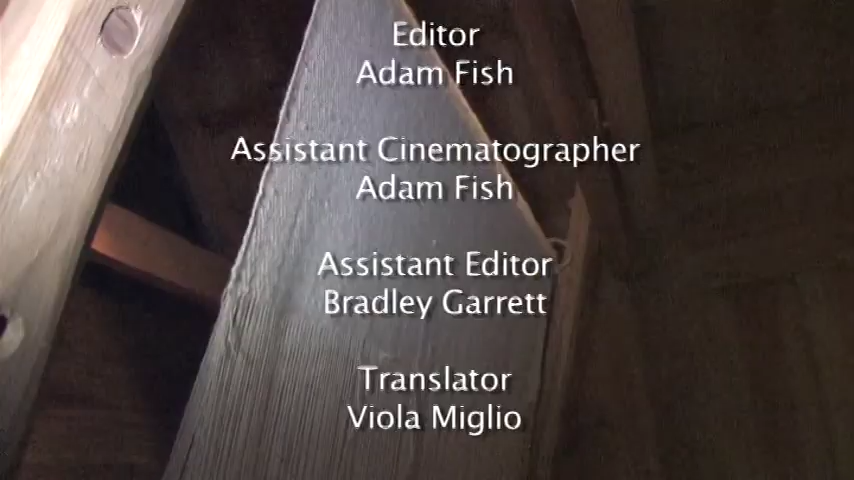 Editor
Adam Fish
Assistant Cinematographer
Adam Fish
Assistant Editor
Bradley Garrett
Translator
Viola Miglio